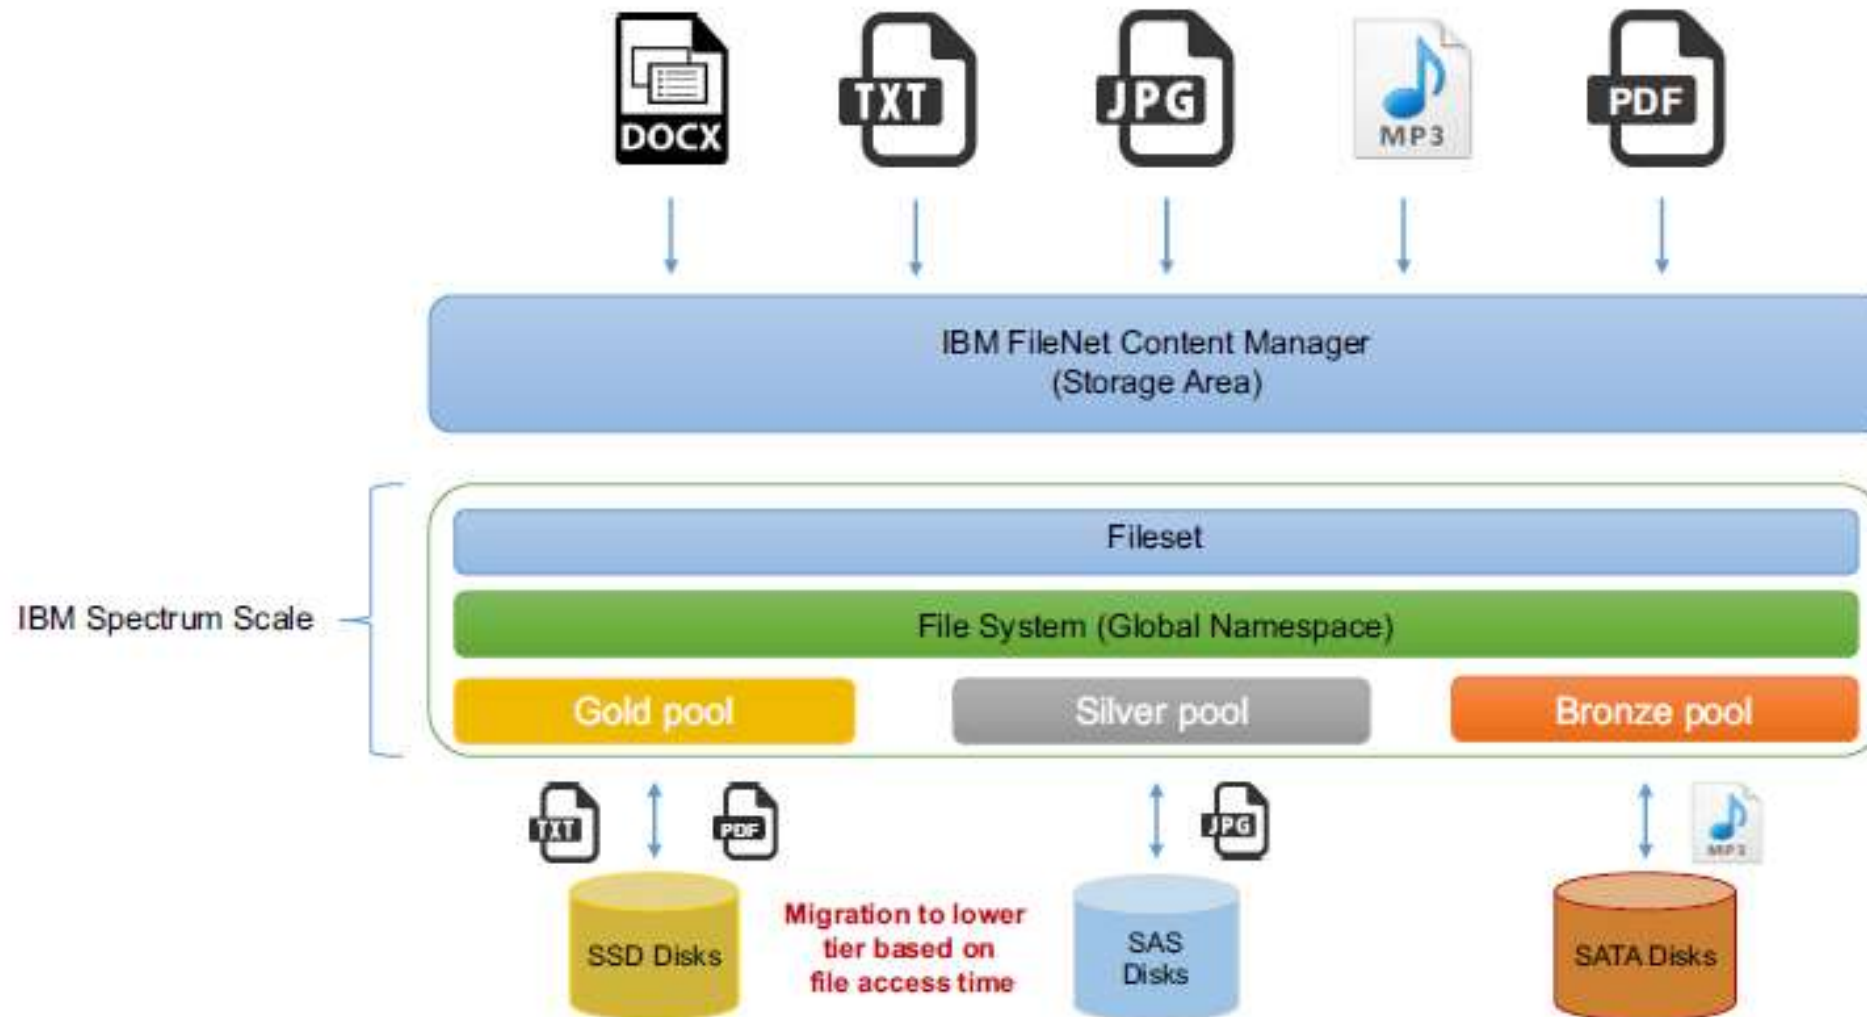 DOCX
TXT
JPG
MP3
PDF
IBM FileNet Content Manager
(Storage Area)
Fileset
IBM Spectrum Scale
File System (Global Namespace)
Gold pool
Silver pool
Bronze pool
TXT
PDF
JPG
MP3
SSD Disks
Migration to lower
tier based on
file access time
SAS
Disks
SATA Disks